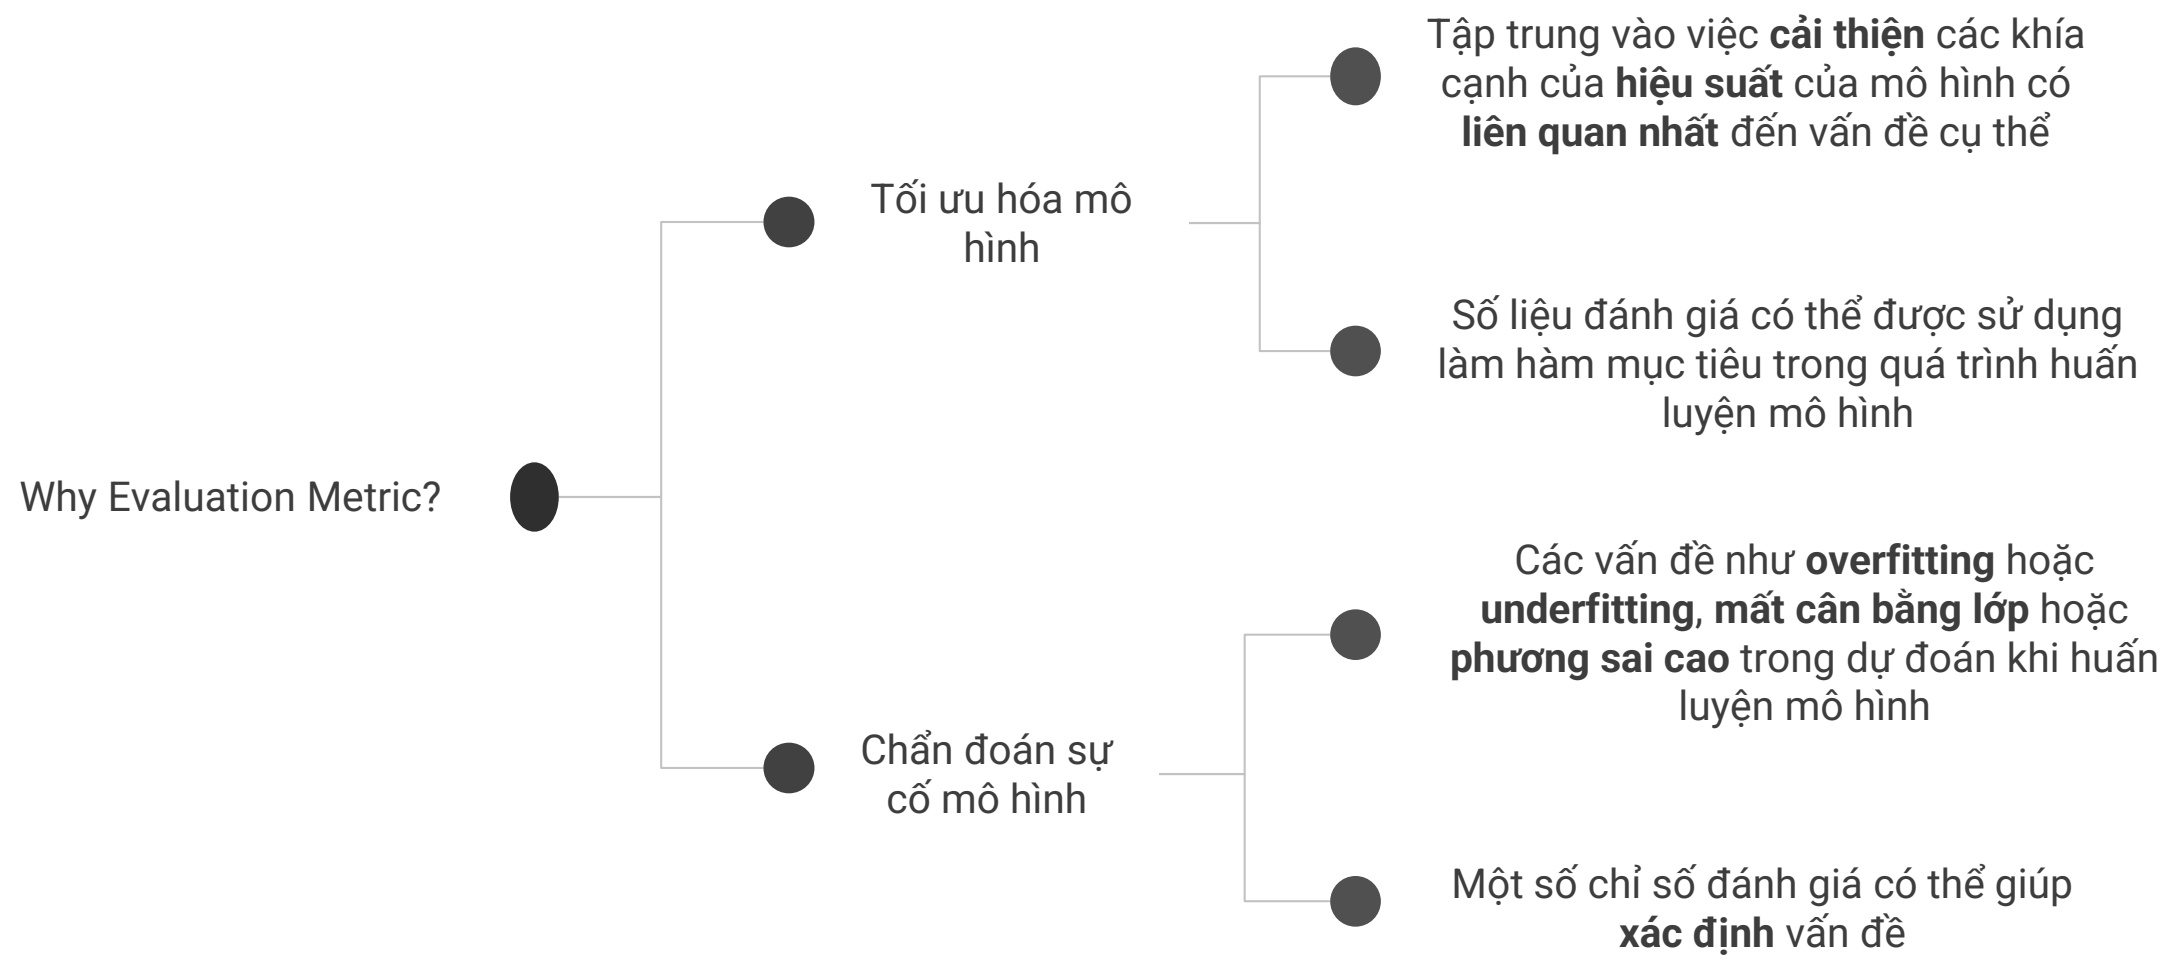 Why Evaluation Metric?
Tối ưu hóa mô
hình
Tập trung vào việc cải thiện các khía
cạnh của hiệu suất của mô hình có
liên quan nhất đến vấn đề cụ thể
Số liệu đánh giá có thể được sử dụng
làm hàm mục tiêu trong quá trình huấn
luyện mô hình
Chẩn đoán sự
cố mô hình
Các vấn đề như overfitting hoặc
underfitting, mất cân bằng lớp hoặc
phương sai cao trong dự đoán khi huấn
luyện mô hình
Một số chỉ số đánh giá có thể giúp
xác định vấn đề